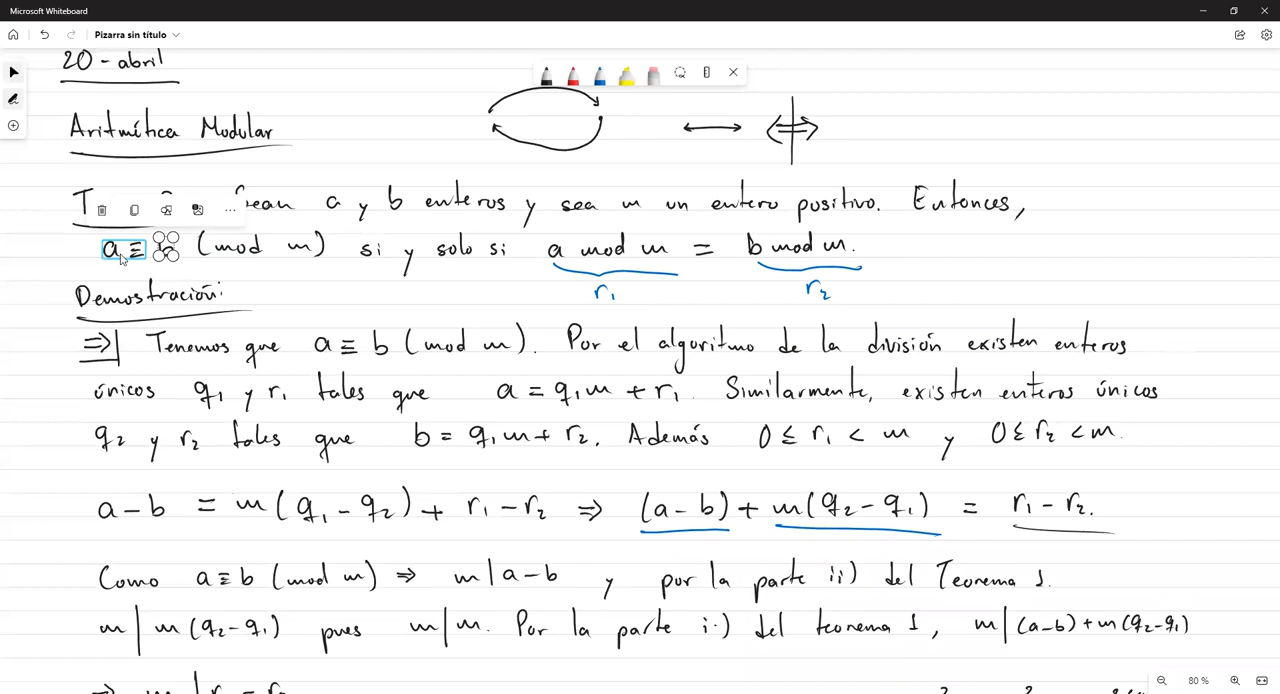 Microsoft Whiteboard
Pizarra sin título
20 - abril
Aritmética Modular
Sean a y b enteros y sea m un entero positivo. Entonces,
a ≡ b (mod m) si y solo si a mod m = b mod m.
r₁ r₂
Demostración:
⇒| Tenemos que a ≡ b (mod m). Por el algoritmo de la división existen enteros
únicos q₁ y r₁ tales que a = q₁m + r₁. Similarmente, existen enteros únicos
q₂ y r₂ tales que b = q₁m + r₂. Además 0 ≤ r₁ < m y 0 ≤ r₂ < m.
a - b = m(q₁ - q₂) + r₁ - r₂ ⇒ (a - b) + m(q₂ - q₁) = r₁ - r₂.
Como a ≡ b (mod m) ⇒ m | a - b y por la parte ii) del Teorema 1.
m | m(q₂ - q₁) pues m | m. Por la parte i.) del teorema 1, m | (a-b) + m(q₂ - q₁)
80 %